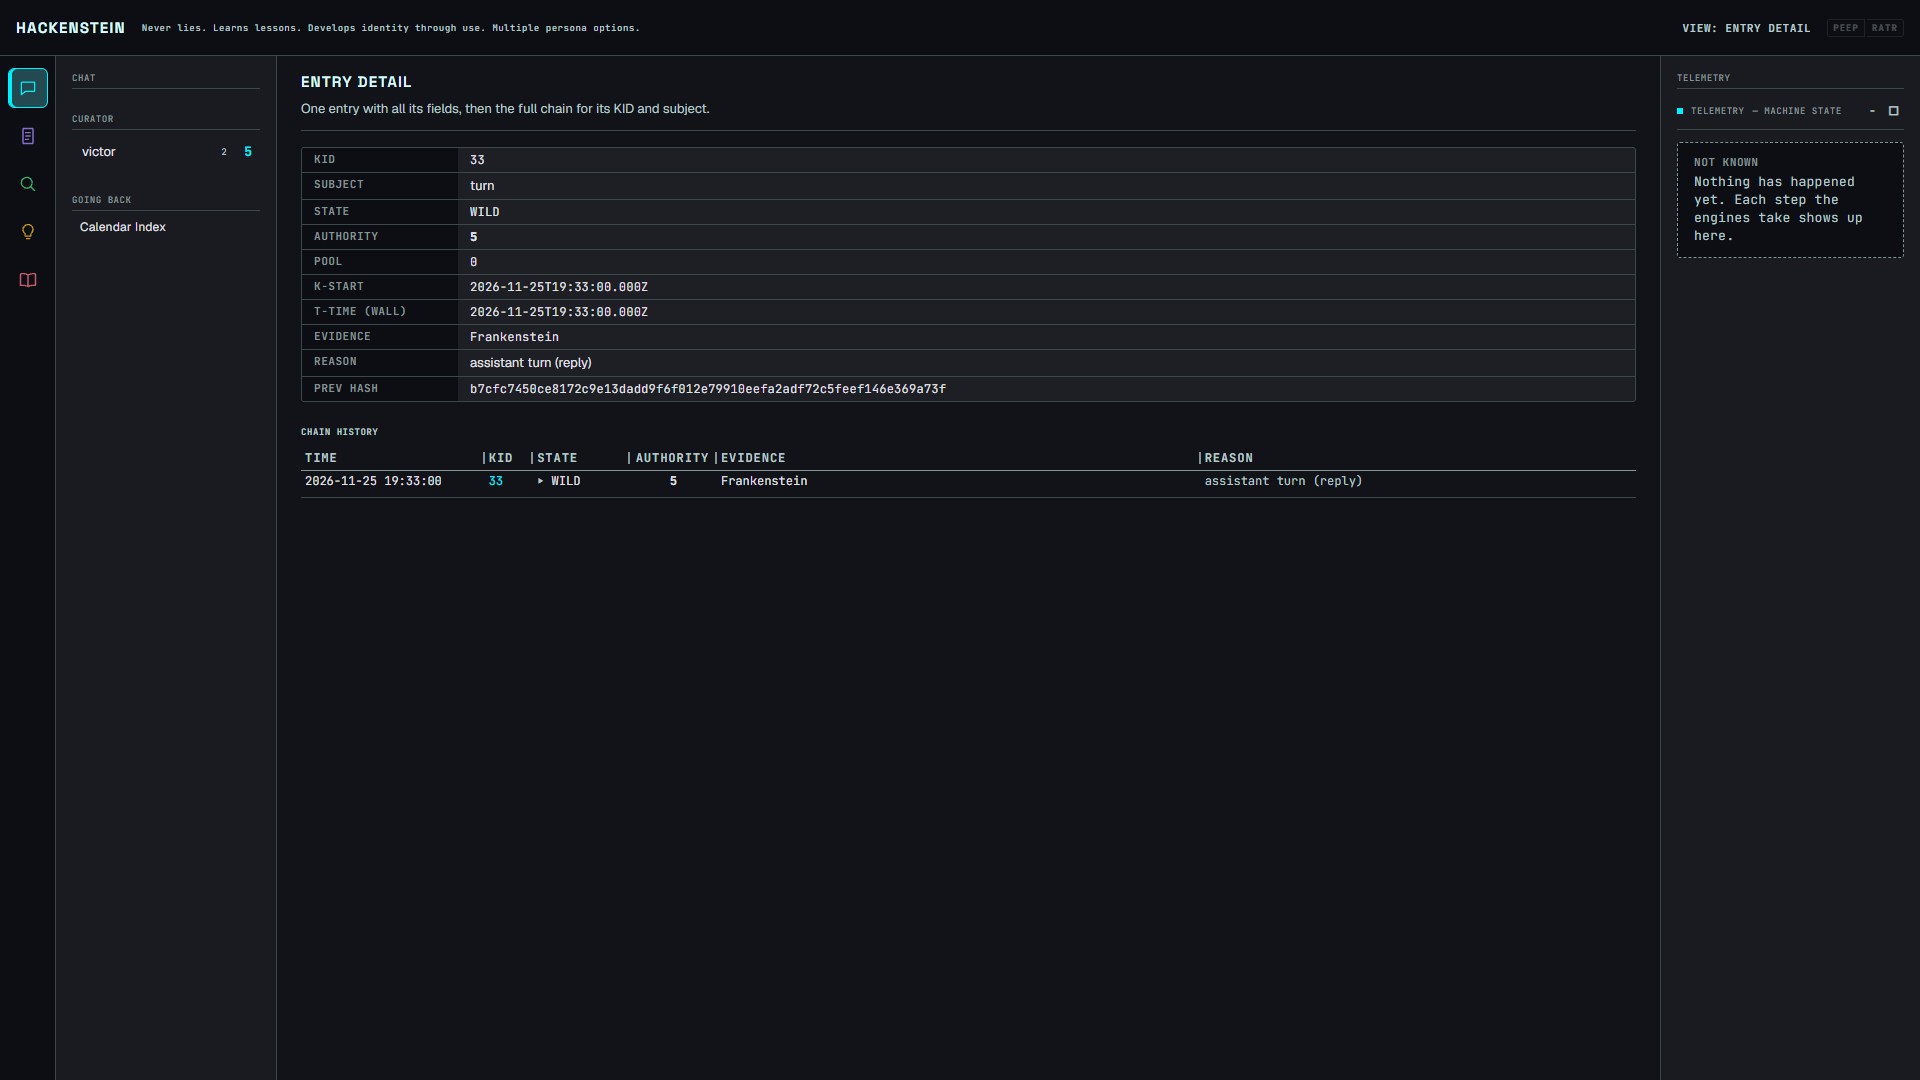 HACKENSTEIN Never lies. Learns lessons. Develops identity through use. Multiple persona options. VIEW: ENTRY DETAIL PEEP RATR
CHAT
CURATOR
victor 2 5
GOING BACK
Calendar Index
ENTRY DETAIL
One entry with all its fields, then the full chain for its KID and subject.
KID 33
SUBJECT turn
STATE WILD
AUTHORITY 5
POOL 0
K-START 2026-11-25T19:33:00.000Z
T-TIME (WALL) 2026-11-25T19:33:00.000Z
EVIDENCE Frankenstein
REASON assistant turn (reply)
PREV HASH b7cfc7450ce8172c9e13dadd9f6f012e79910eefa2adf72c5feef146e369a73f
CHAIN HISTORY
TIME |KID |STATE |AUTHORITY |EVIDENCE |REASON
2026-11-25 19:33:00 33 ▸ WILD 5 Frankenstein assistant turn (reply)
TELEMETRY
TELEMETRY — MACHINE STATE -
NOT KNOWN
Nothing has happened
yet. Each step the
engines take shows up
here.